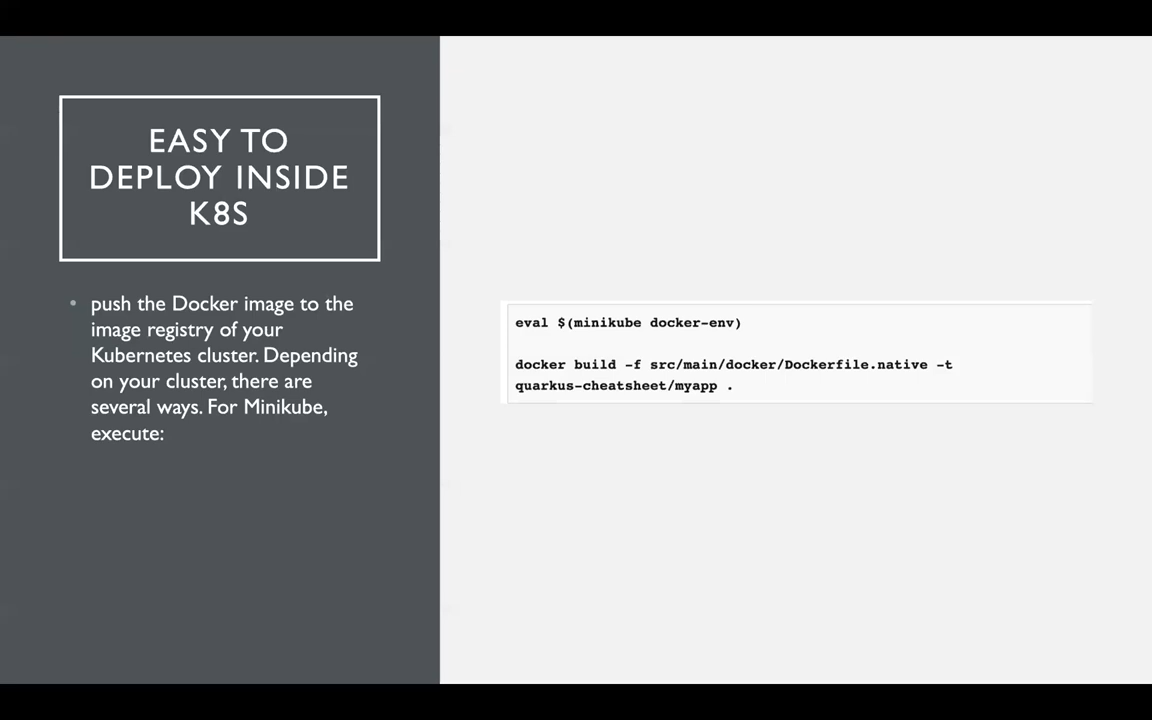 EASY TO
DEPLOY INSIDE
K8S
• push the Docker image to the
image registry of your
Kubernetes cluster. Depending
on your cluster, there are
several ways. For Minikube,
execute:
eval $(minikube docker-env)
docker build -f src/main/docker/Dockerfile.native -t
quarkus-cheatsheet/myapp .